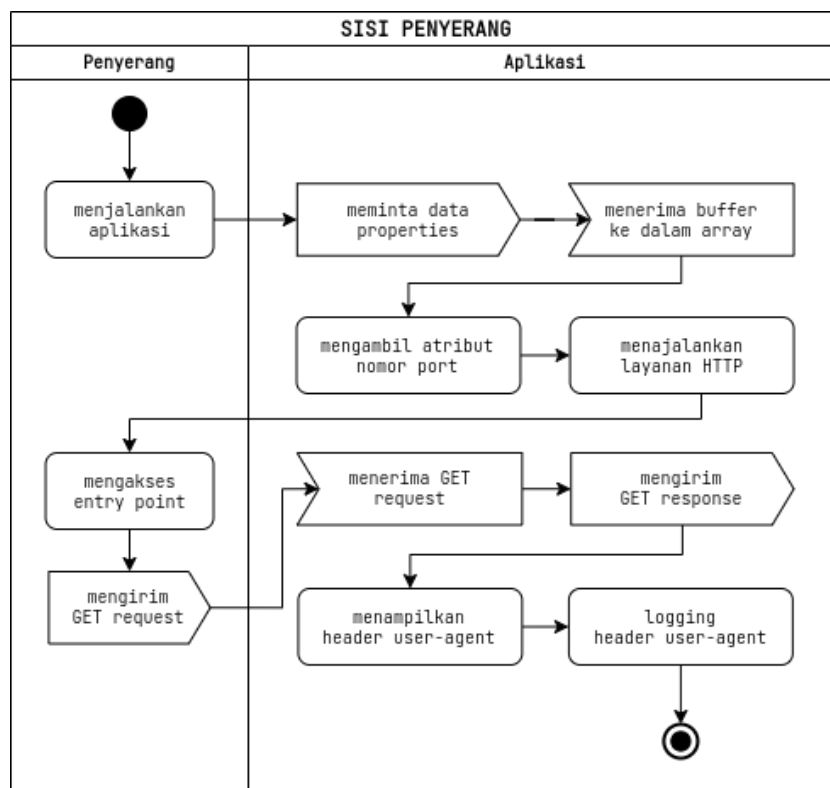 SISI PENYERANG
Penyerang
Aplikasi
menjalankan
aplikasi
meminta data
properties
menerima buffer
ke dalam array
mengambil atribut
nomor port
menajalankan
layanan HTTP
mengakses
entry point
menerima GET
request
mengirim
GET response
mengirim
GET request
menampilkan
header user-agent
logging
header user-agent